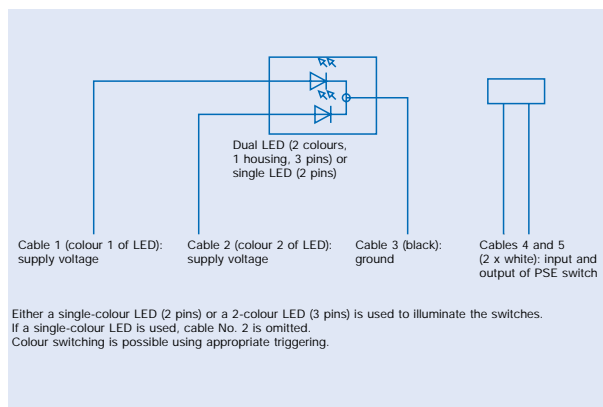 Dual LED (2 colours,
1 housing, 3 pins) or
single LED (2 pins)
Cable 1 (colour 1 of LED):
supply voltage
Cable 2 (colour 2 of LED):
supply voltage
Cable 3 (black):
ground
Cables 4 and 5
(2 x white): input and
output of PSE switch
Either a single-colour LED (2 pins) or a 2-colour LED (3 pins) is used to illuminate the switches.
If a single-colour LED is used, cable No. 2 is omitted.
Colour switching is possible using appropriate triggering.